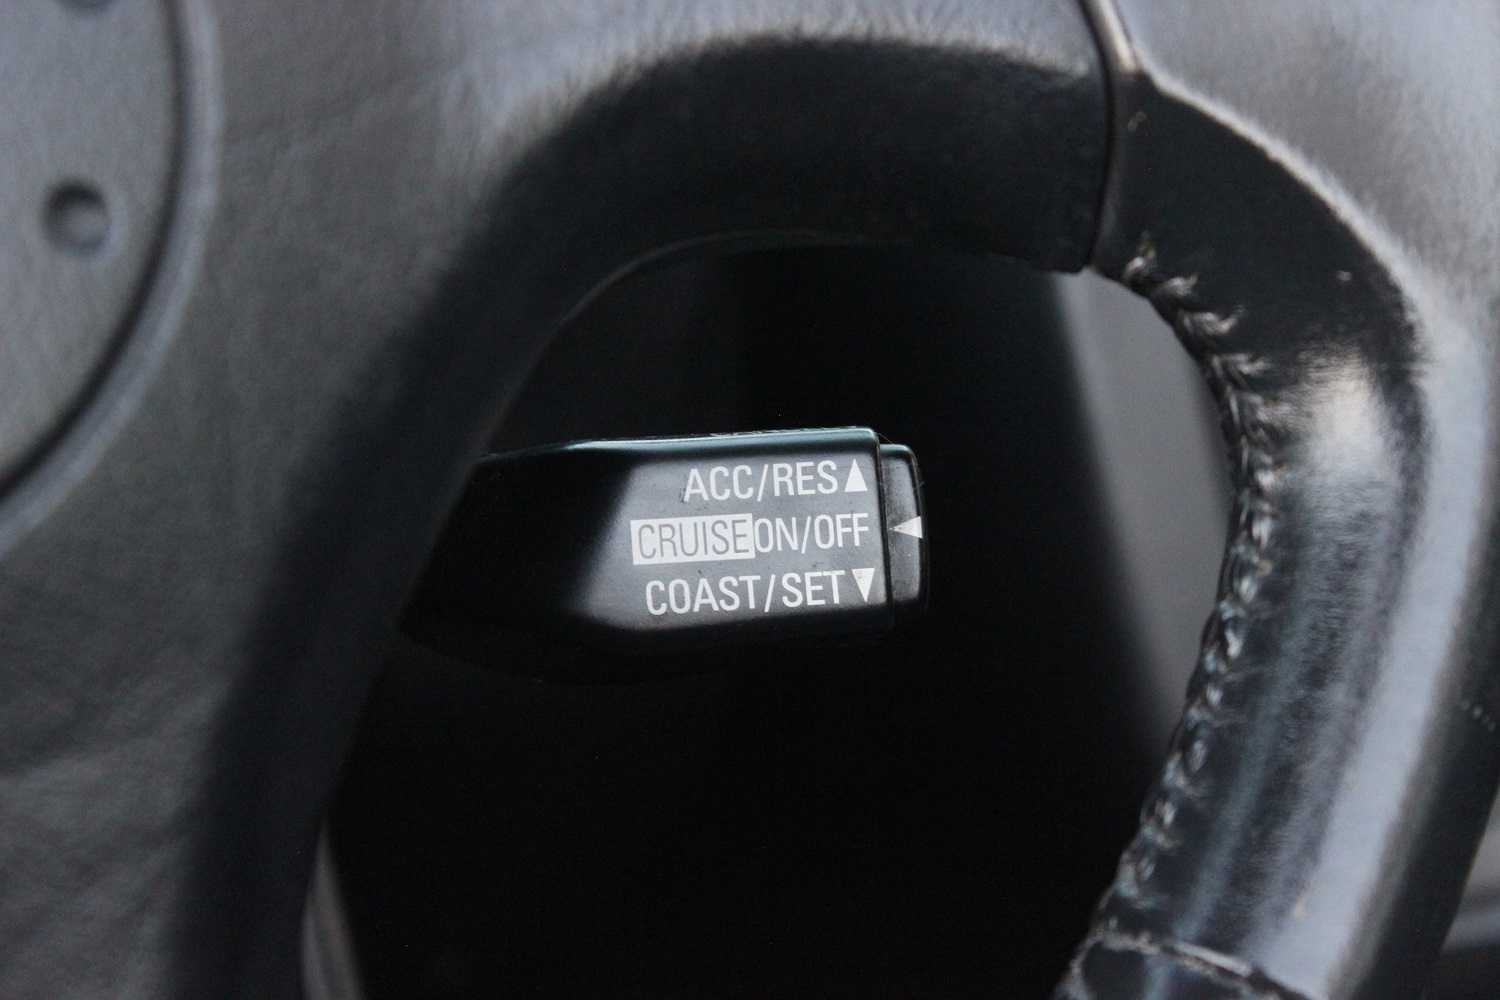 ACC/RES▲
CRUISE ON/OFF
COAST/SET▼